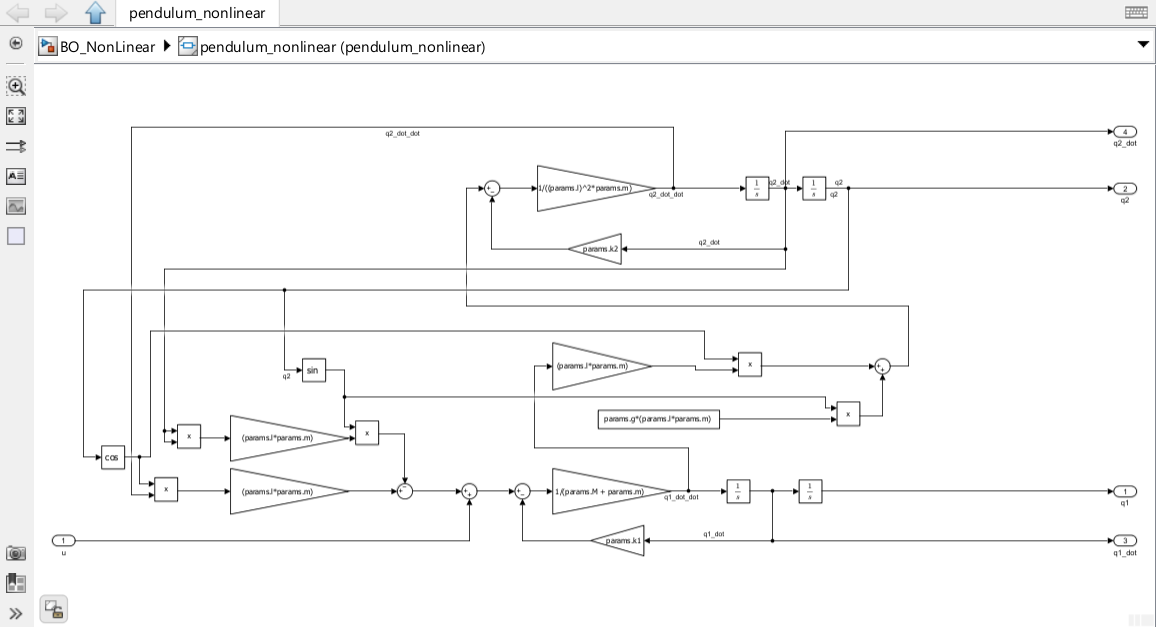 pendulum_nonlinear
BO_NonLinear pendulum_nonlinear (pendulum_nonlinear)
q2_dot_dot
4
q2_dot
1/((params.l)^2*params.m)
q2_dot_dot
1
s
q2_dot
1
s
q2
q2
2
q2
params.k2
q2_dot
q2
sin
(params.l*params.m)
x
params.g*(params.l*params.m)
x
x
(params.l*params.m)
x
cos
x
(params.l*params.m)
1/(params.M + params.m)
q1_dot_dot
1
s
1
s
1
q1
1
u
params.k1
q1_dot
3
q1_dot